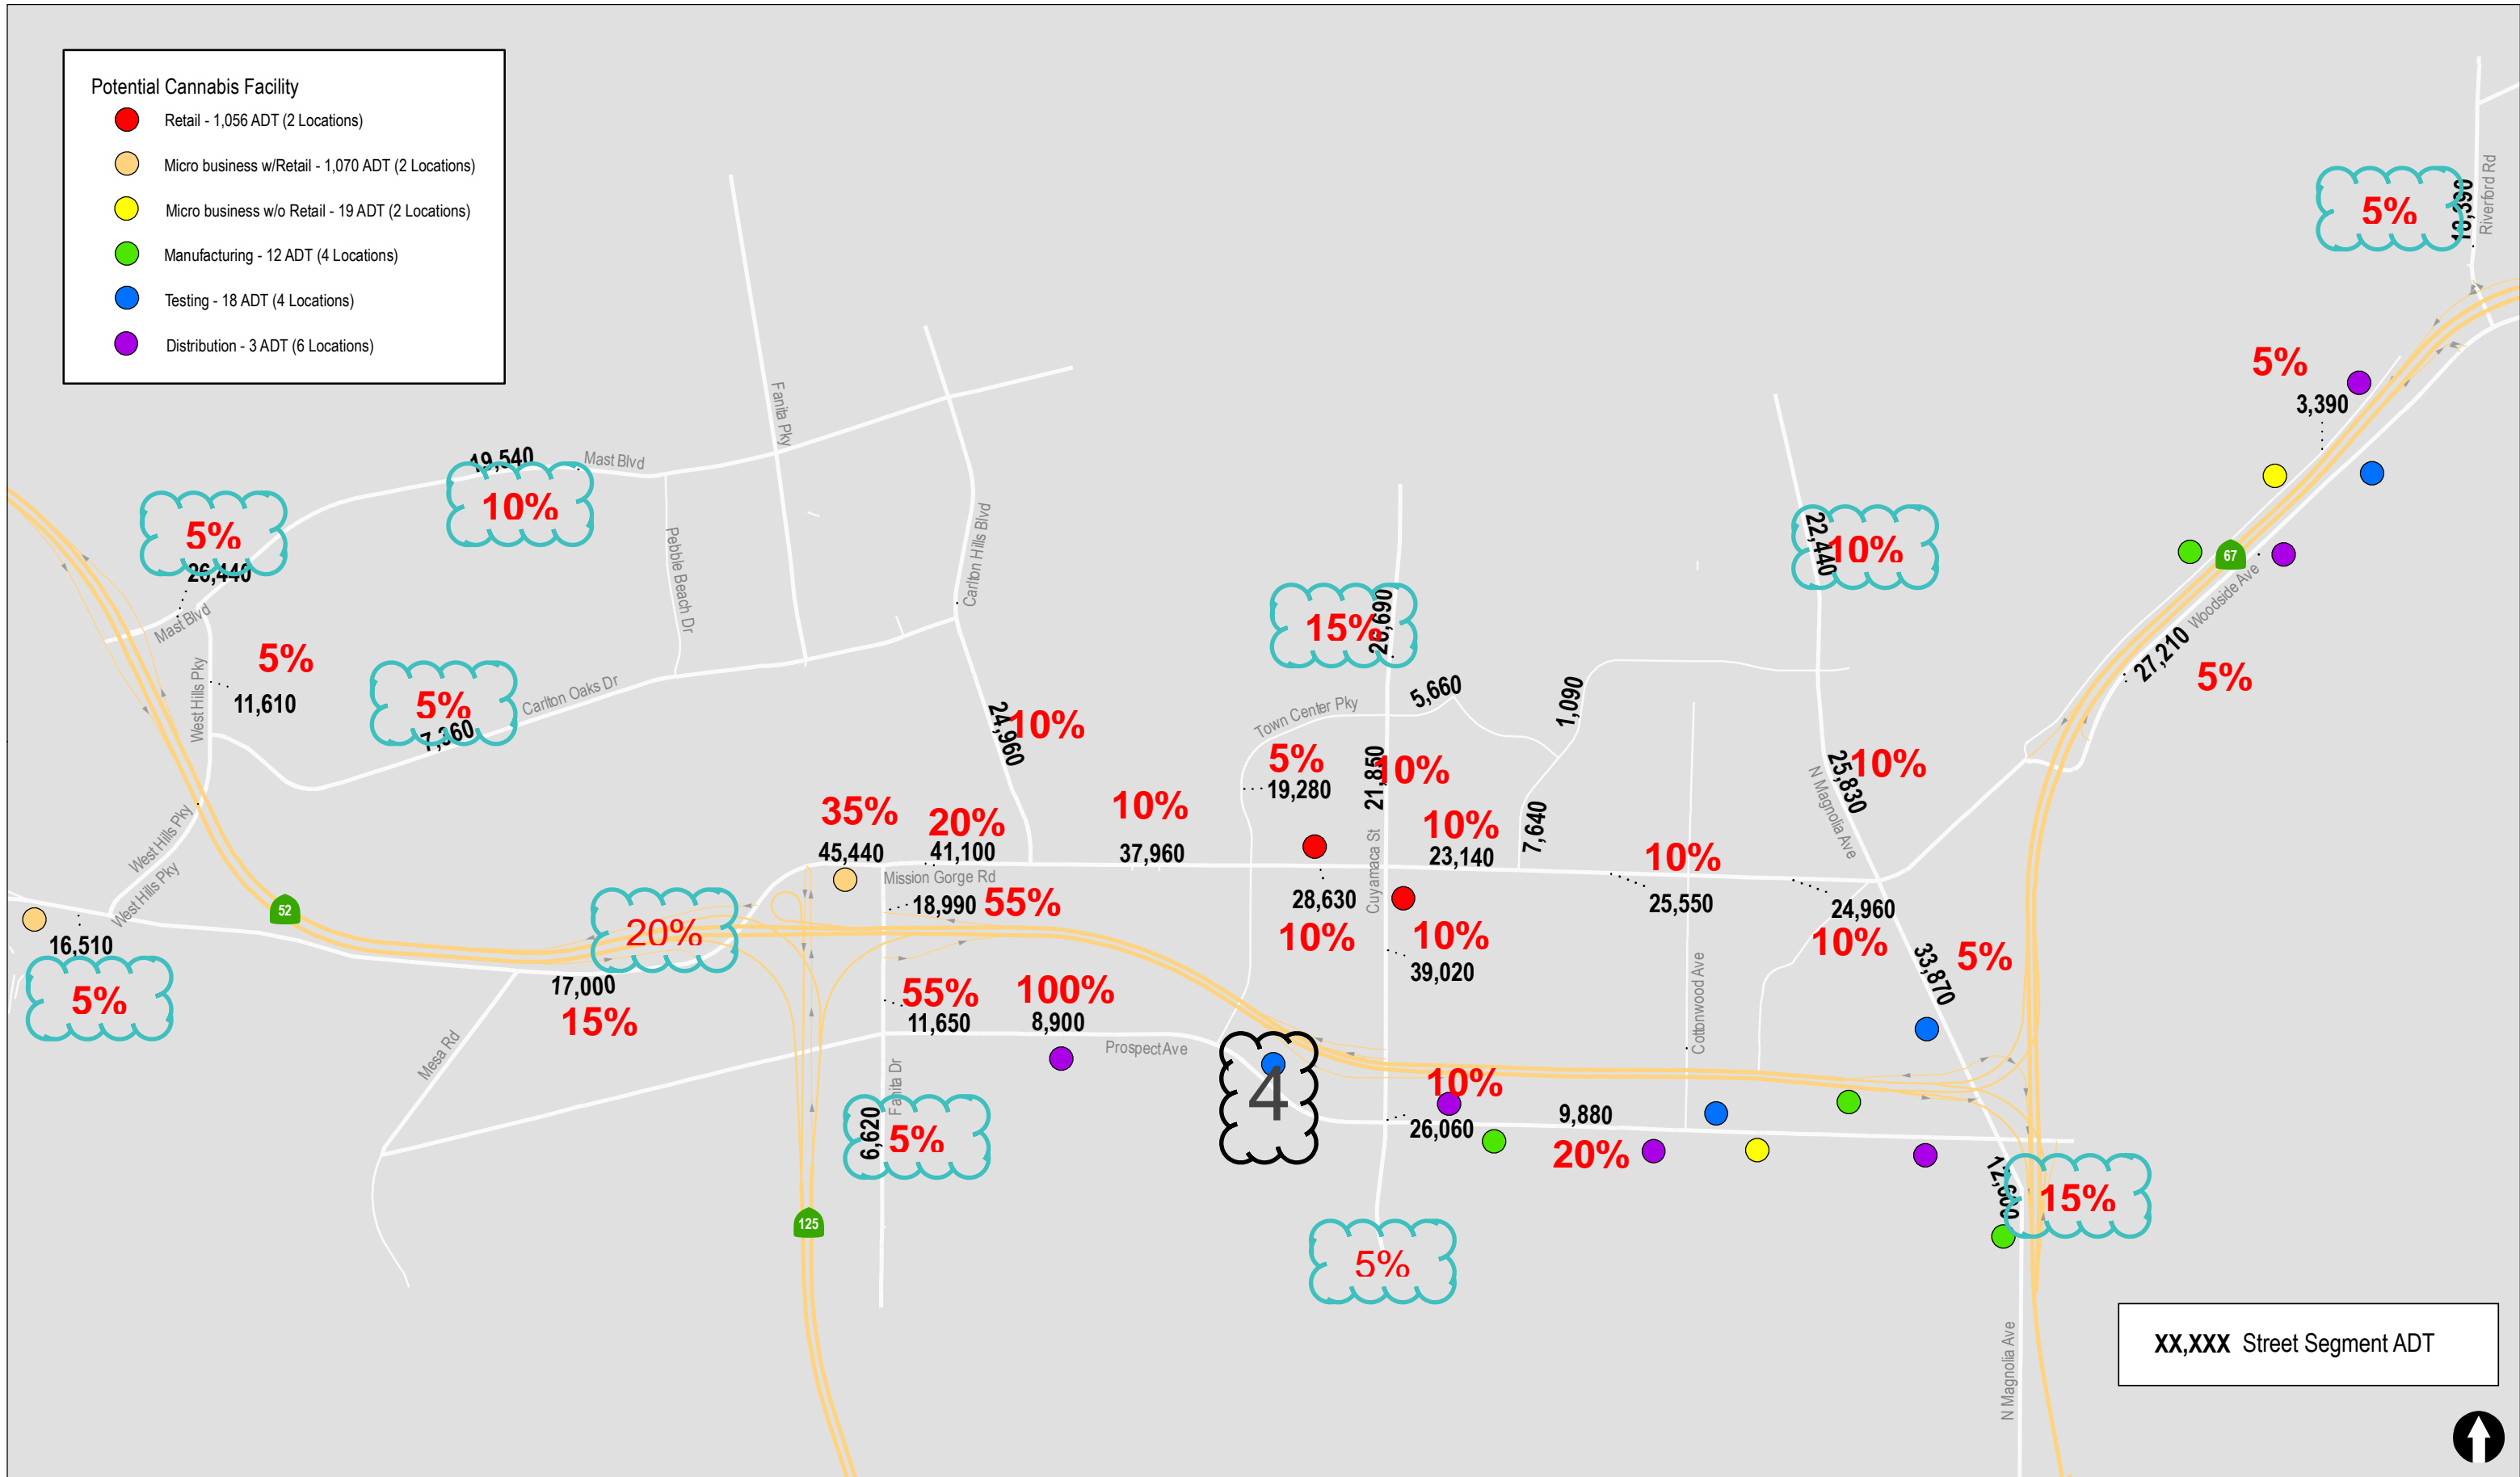 Potential Cannabis Facility
Retail - 1,056 ADT (2 Locations)
Micro business w/Retail - 1,070 ADT (2 Locations)
Micro business w/o Retail - 19 ADT (2 Locations)
Manufacturing - 12 ADT (4 Locations)
Testing - 18 ADT (4 Locations)
Distribution - 3 ADT (6 Locations)
Riverford Rd
5%
5%
3,390
Fanita Pky
19,540
Mast Blvd
10%
5%
26,440
Mast Blvd
Pebble Beach Dr
Carlton Hills Blvd
22,440
10%
67
Woodside Ave
27,210
5%
15%
5%
11,610
West Hills Pky
5%
7,360
Carlton Oaks Dr
24,960
10%
Town Center Pky
5,660
1,090
5%
19,280
21,850
10%
25,830
10%
N Magnolia Ave
35%
45,440
20%
41,100
10%
37,960
10%
23,140
7,640
10%
25,550
24,960
10%
Mission Gorge Rd
18,990
55%
28,630
10%
Cuyamaca St
10%
39,020
33,870
5%
West Hills Pky
West Hills Pky
52
16,510
5%
20%
17,000
15%
55%
11,650
100%
8,900
Prospect Ave
Cottonwood Ave
Mesa Rd
Fanita Dr
6,620
5%
4
10%
26,060
9,880
20%
15%
125
5%
N Magnolia Ave
XX,XXX Street Segment ADT